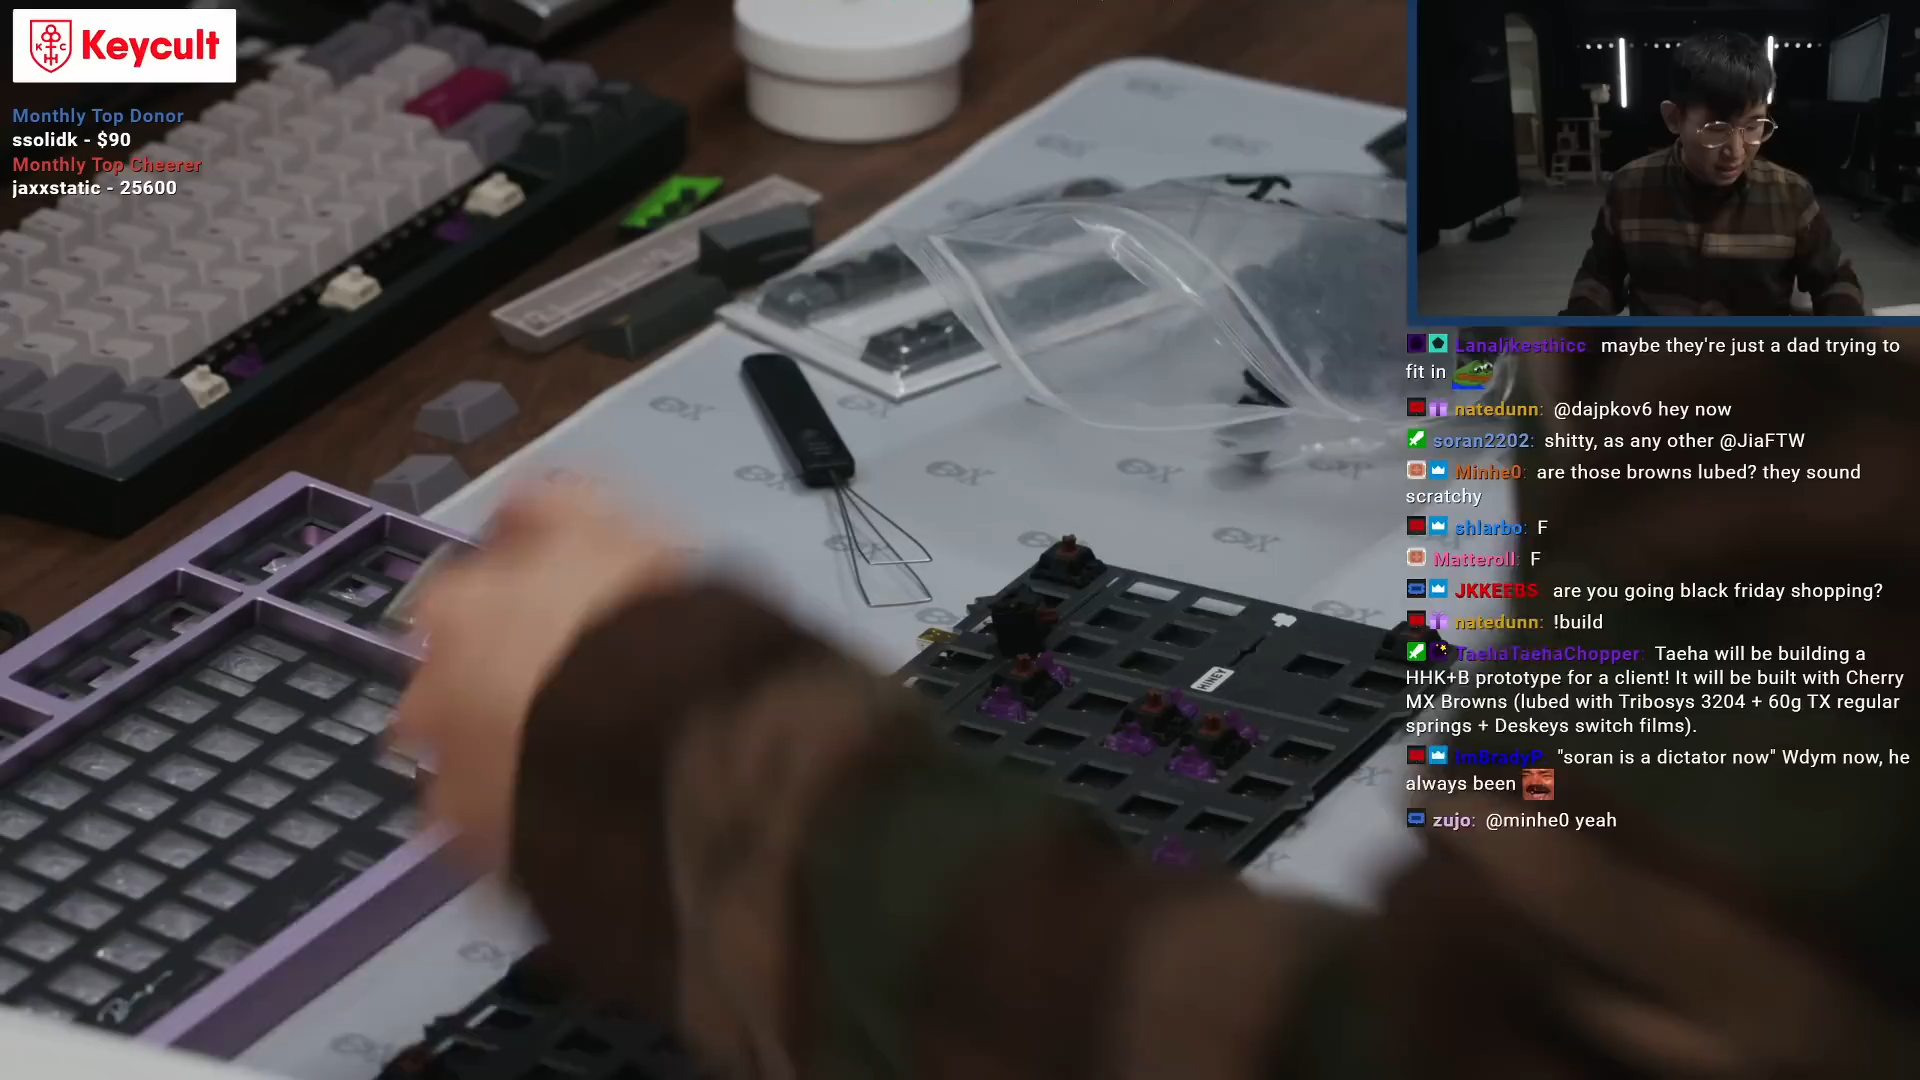 KTC
Keycult
Monthly Top Donor
ssolidk - $90
Monthly Top Cheerer
jaxxstatic - 25600
HINEY
Lanalikesthicc maybe they're just a dad trying to
fit in
natedunn: @dajpkov6 hey now
soran2202: shitty, as any other @JiaFTW
Minhe0: are those browns lubed? they sound
scratchy
shlarbo: F
Matteroll: F
JKKEEBS are you going black friday shopping?
natedunn: !build
TaehaTaehaChopper: Taeha will be building a
HHK+B prototype for a client! It will be built with Cherry
MX Browns (lubed with Tribosys 3204 + 60g TX regular
springs + Deskeys switch films).
ImBradyP: "soran is a dictator now" Wdym now, he
always been
zujo: @minhe0 yeah